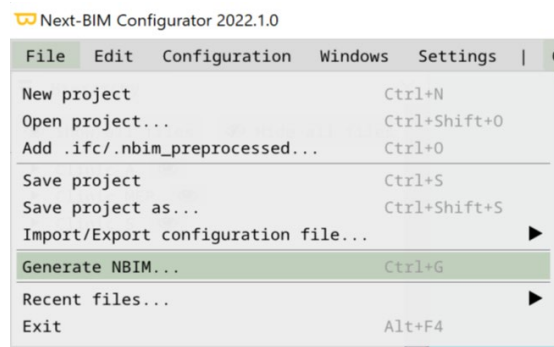 Next-BIM Configurator 2022.1.0
File Edit Configuration Windows Settings |
New project Ctrl+N
Open project... Ctrl+Shift+O
Add .ifc/.nbim_preprocessed... Ctrl+O
Save project Ctrl+S
Save project as... Ctrl+Shift+S
Import/Export configuration file...
Generate NBIM... Ctrl+G
Recent files...
Exit Alt+F4